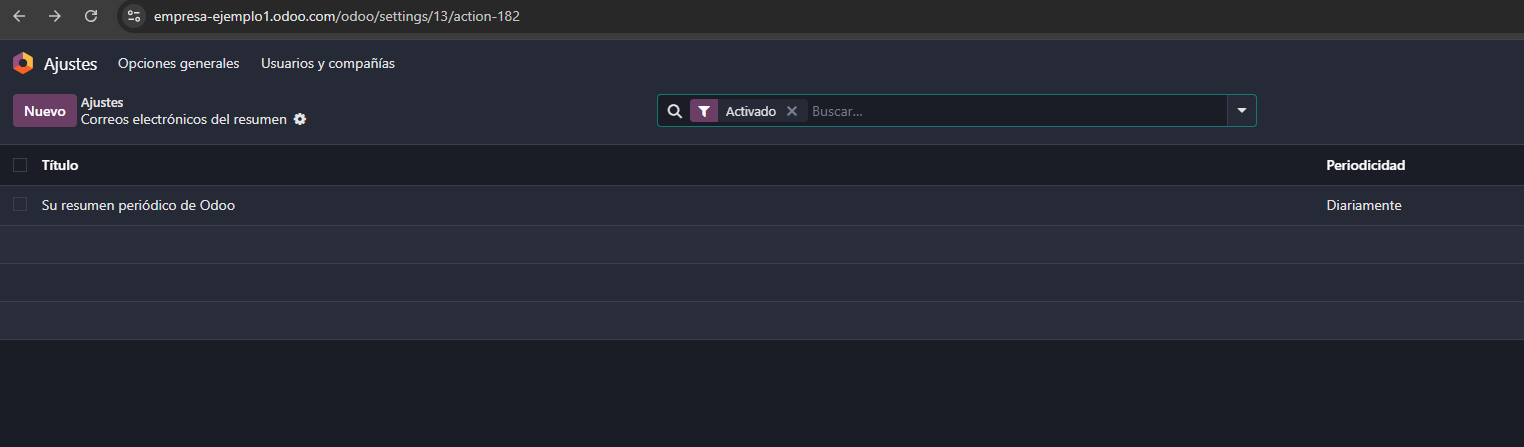 empresa-ejemplo1.odoo.com/odoo/settings/13/action-182
Ajustes Opciones generales Usuarios y compañías
Nuevo
Ajustes
Correos electrónicos del resumen
Activado Buscar...
Título Periodicidad
Su resumen periódico de Odoo Diariamente